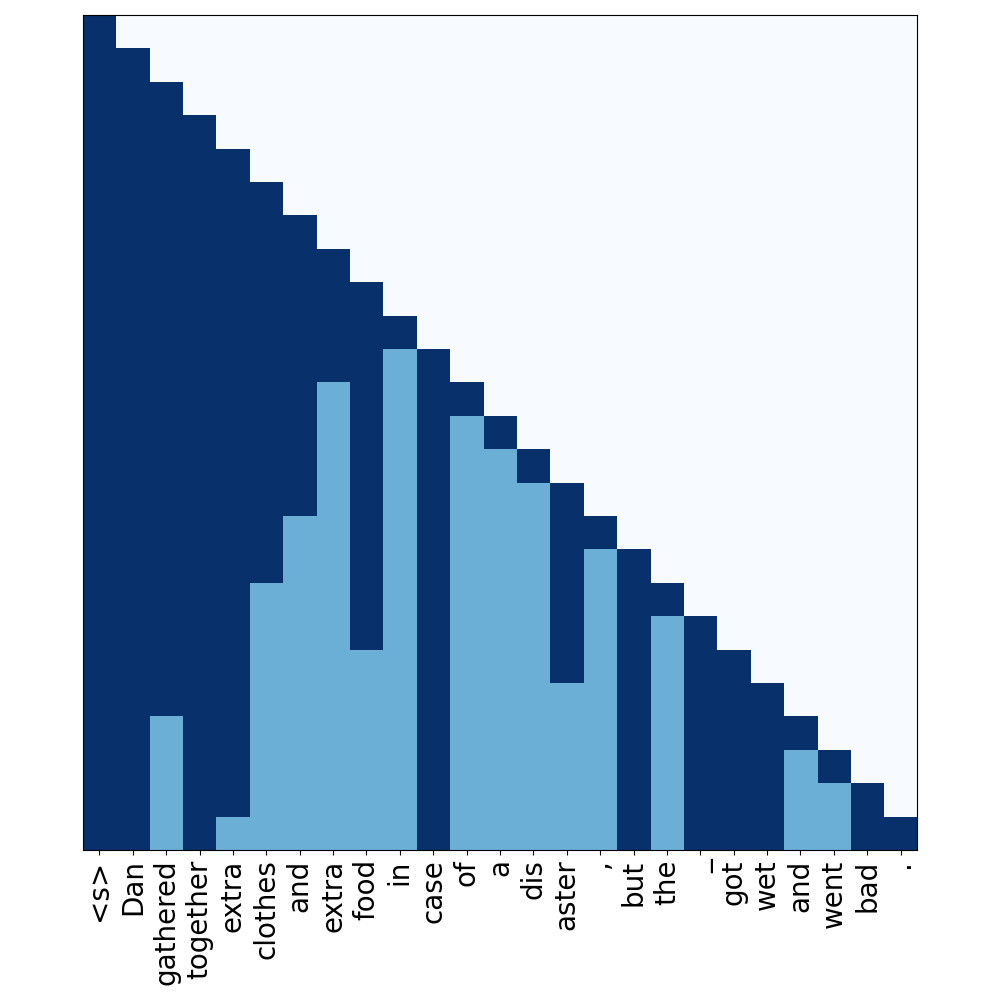 <s>
Dan
gathered
together
extra
clothes
and
extra
food
in
case
of
a
dis
aster
,
but
the
_
got
wet
and
went
bad
.